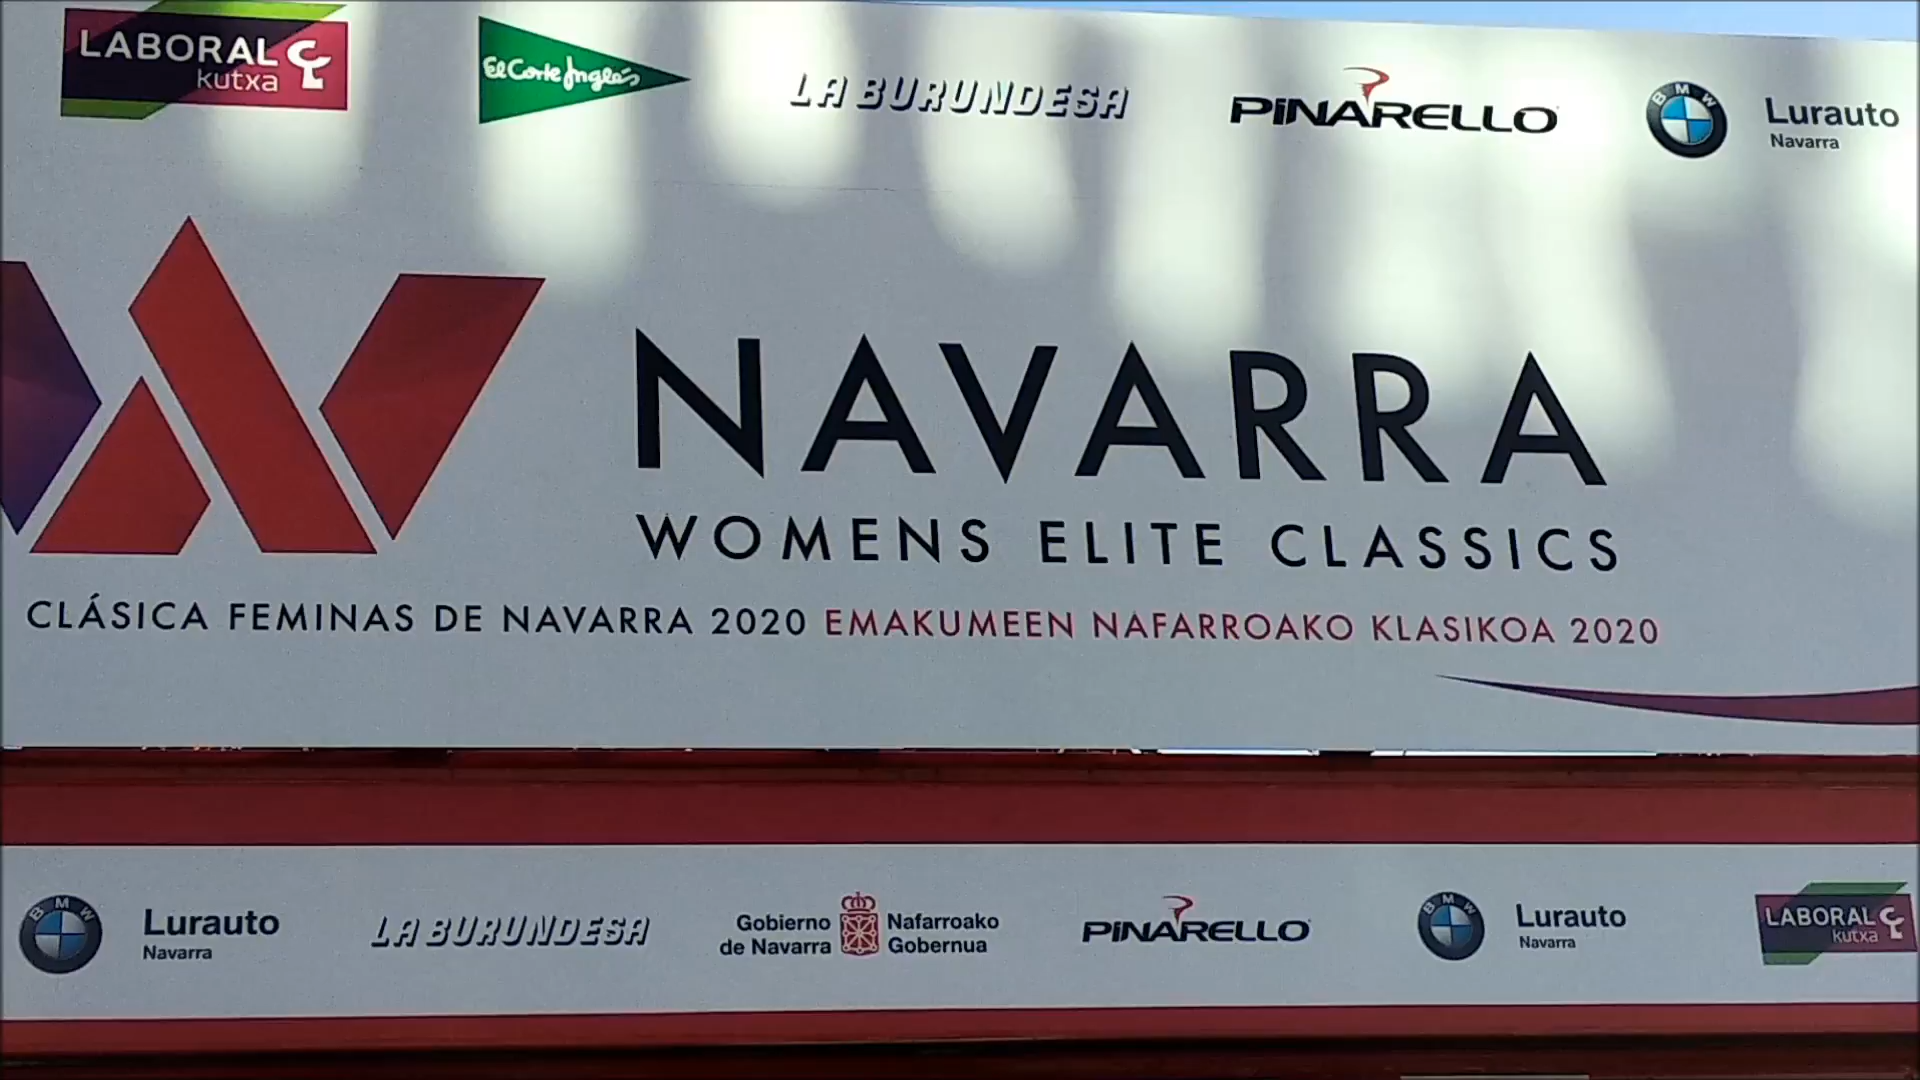 LABORAL kutxa
El Corte Inglés
LA BURUNDESA
PINARELLO
BMW
Lurauto
Navarra
NAVARRA
WOMENS ELITE CLASSICS
CLÁSICA FEMINAS DE NAVARRA 2020 EMAKUMEEN NAFARROAKO KLASIKOA 2020
BMW
Lurauto
Navarra
LA BURUNDESA
Gobierno
de Navarra
Nafarroako
Gobernua
PINARELLO
BMW
Lurauto
Navarra
LABORAL
kutxa